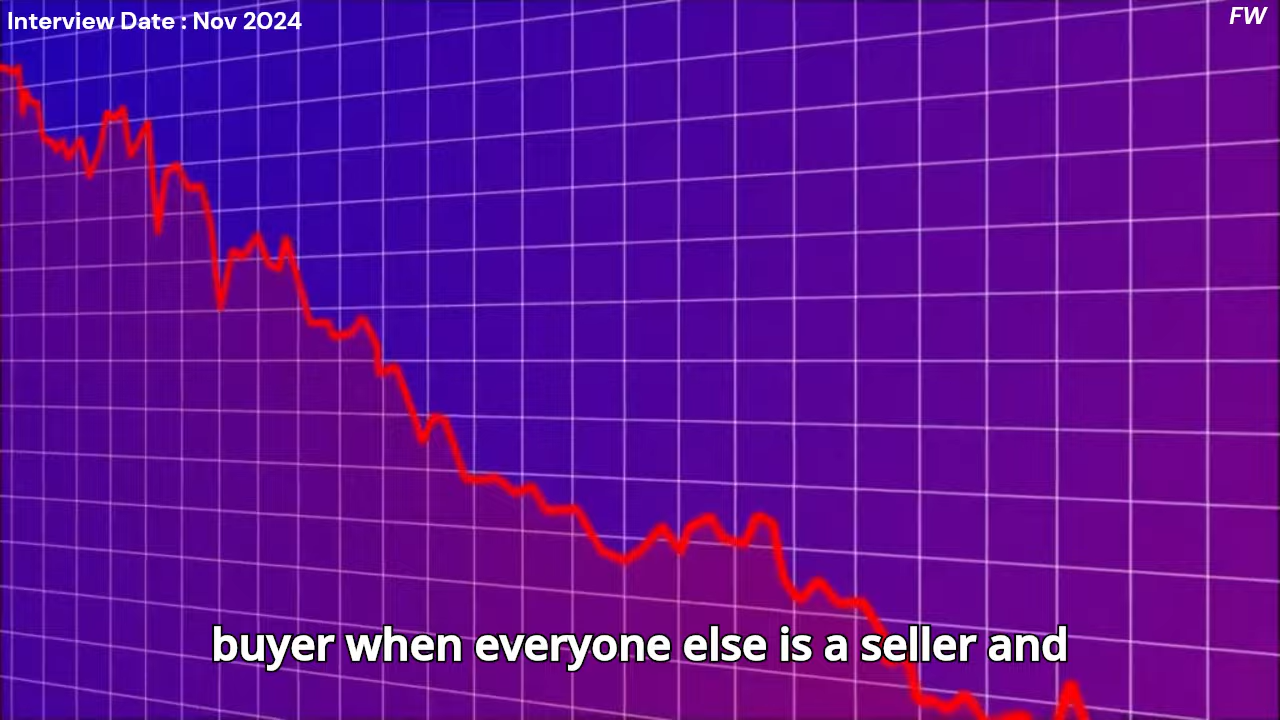 Interview Date : Nov 2024
FW
buyer when everyone else is a seller and